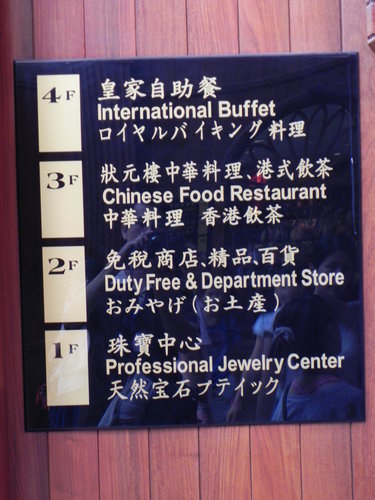 4F
皇家自助餐
International Buffet
ロイヤルバイキング料理
3F
狀元樓中華料理、港式飲茶
Chinese Food Restaurant
中華料理 香港飲茶
2F
免稅商店、精品、百貨
Duty Free & Department Store
おみやげ(お土産)
1F
珠寶中心
Professional Jewelry Center
天然宝石プテイック